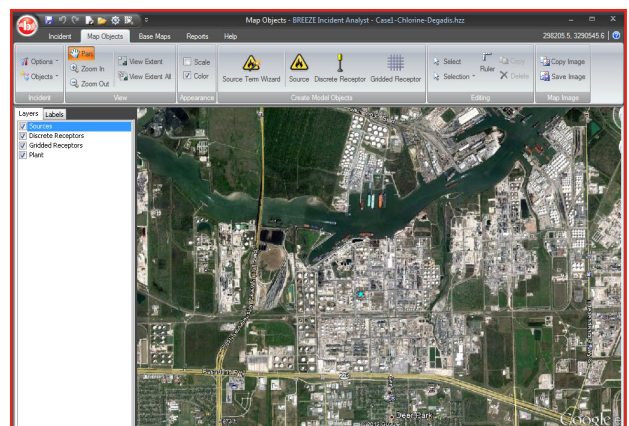 Map Objects - BREEZE Incident Analyst - Case1-Chlorine-Degadis.hzz
Incident Map Objects Base Maps Reports Help
298205.5, 3290545.6
Options
Objects
Incident
Pan
Zoom In
Zoom Out
View Extent
View Extent All
View
Scale
Color
Appearance
Source Term Wizard
Source
Discrete Receptor
Gridded Receptor
Create Model Objects
Select
Selection
Ruler
Copy
Delete
Editing
Copy Image
Save Image
Map Image
Layers Labels
Sources
Discrete Receptors
Gridded Receptors
Plant
225
Deer Park
Google